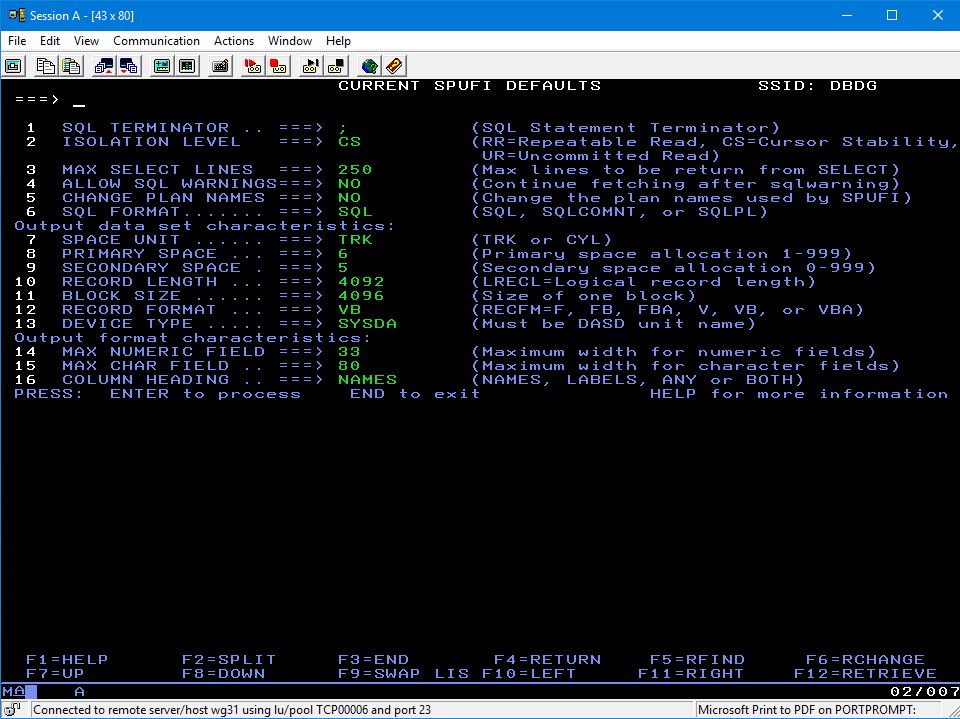 Session A - [43 x 80]
File Edit View Communication Actions Window Help
CURRENT SPUFI DEFAULTS SSID: DBDG
===> _
1 SQL TERMINATOR .. ===> ; (SQL Statement Terminator)
2 ISOLATION LEVEL ===> CS (RR=Repeatable Read, CS=Cursor Stability,
UR=Uncommitted Read)
3 MAX SELECT LINES ===> 250 (Max lines to be return from SELECT)
4 ALLOW SQL WARNINGS===> NO (Continue fetching after sqlwarning)
5 CHANGE PLAN NAMES ===> NO (Change the plan names used by SPUFI)
6 SQL FORMAT....... ===> SQL (SQL, SQLCOMNT, or SQLPL)
Output data set characteristics:
7 SPACE UNIT ...... ===> TRK (TRK or CYL)
8 PRIMARY SPACE ... ===> 6 (Primary space allocation 1-999)
9 SECONDARY SPACE . ===> 5 (Secondary space allocation 0-999)
10 RECORD LENGTH ... ===> 4092 (LRECL=Logical record length)
11 BLOCK SIZE ...... ===> 4096 (Size of one block)
12 RECORD FORMAT ... ===> VB (RECFM=F, FB, FBA, V, VB, or VBA)
13 DEVICE TYPE ..... ===> SYSDA (Must be DASD unit name)
Output format characteristics:
14 MAX NUMERIC FIELD ===> 33 (Maximum width for numeric fields)
15 MAX CHAR FIELD .. ===> 80 (Maximum width for character fields)
16 COLUMN HEADING .. ===> NAMES (NAMES, LABELS, ANY or BOTH)
PRESS: ENTER to process END to exit HELP for more information
F1=HELP F2=SPLIT F3=END F4=RETURN F5=RFIND F6=RCHANGE
F7=UP F8=DOWN F9=SWAP LIS F10=LEFT F11=RIGHT F12=RETRIEVE
MA A 02/007
Connected to remote server/host wg31 using lu/pool TCP00006 and port 23 Microsoft Print to PDF on PORTPROMPT: